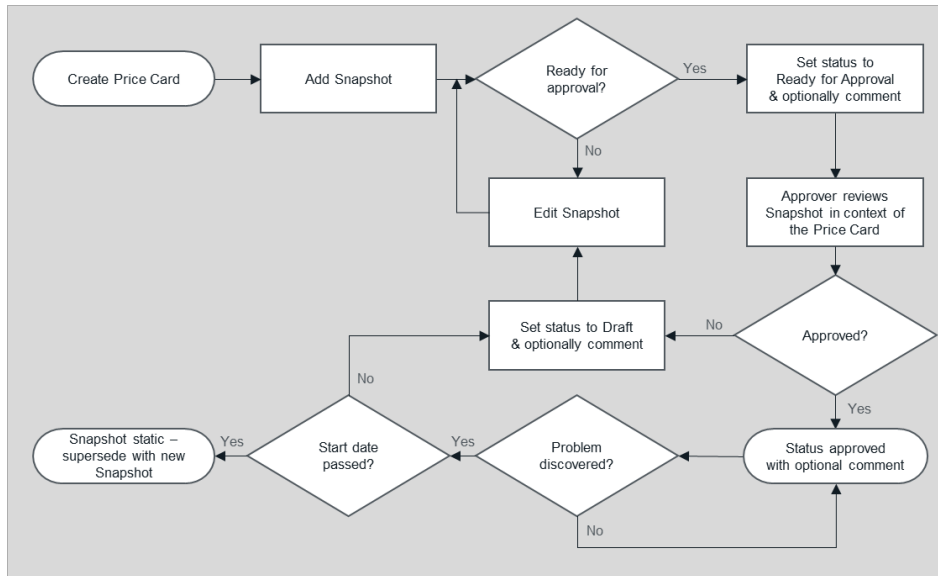 Create Price Card
Add Snapshot
Ready for
approval?
Yes
Set status to
Ready for Approval
& optionally comment
No
Edit Snapshot
Approver reviews
Snapshot in context of
the Price Card
Set status to Draft
& optionally comment
No
Approved?
No
Yes
Snapshot static –
supersede with new
Snapshot
Yes
Start date
passed?
Yes
Problem
discovered?
Status approved
with optional comment
No